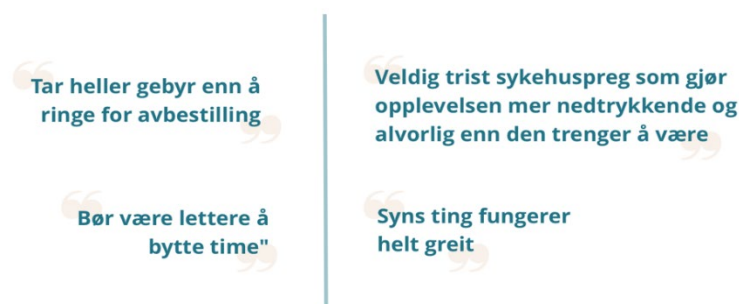 Tar heller gebyr enn å
ringe for avbestilling
Bør være lettere å
bytte time"
Veldig trist sykehuspreg som gjør
opplevelsen mer nedtrykkende og
alvorlig enn den trenger å være
Syns ting fungerer
helt greit